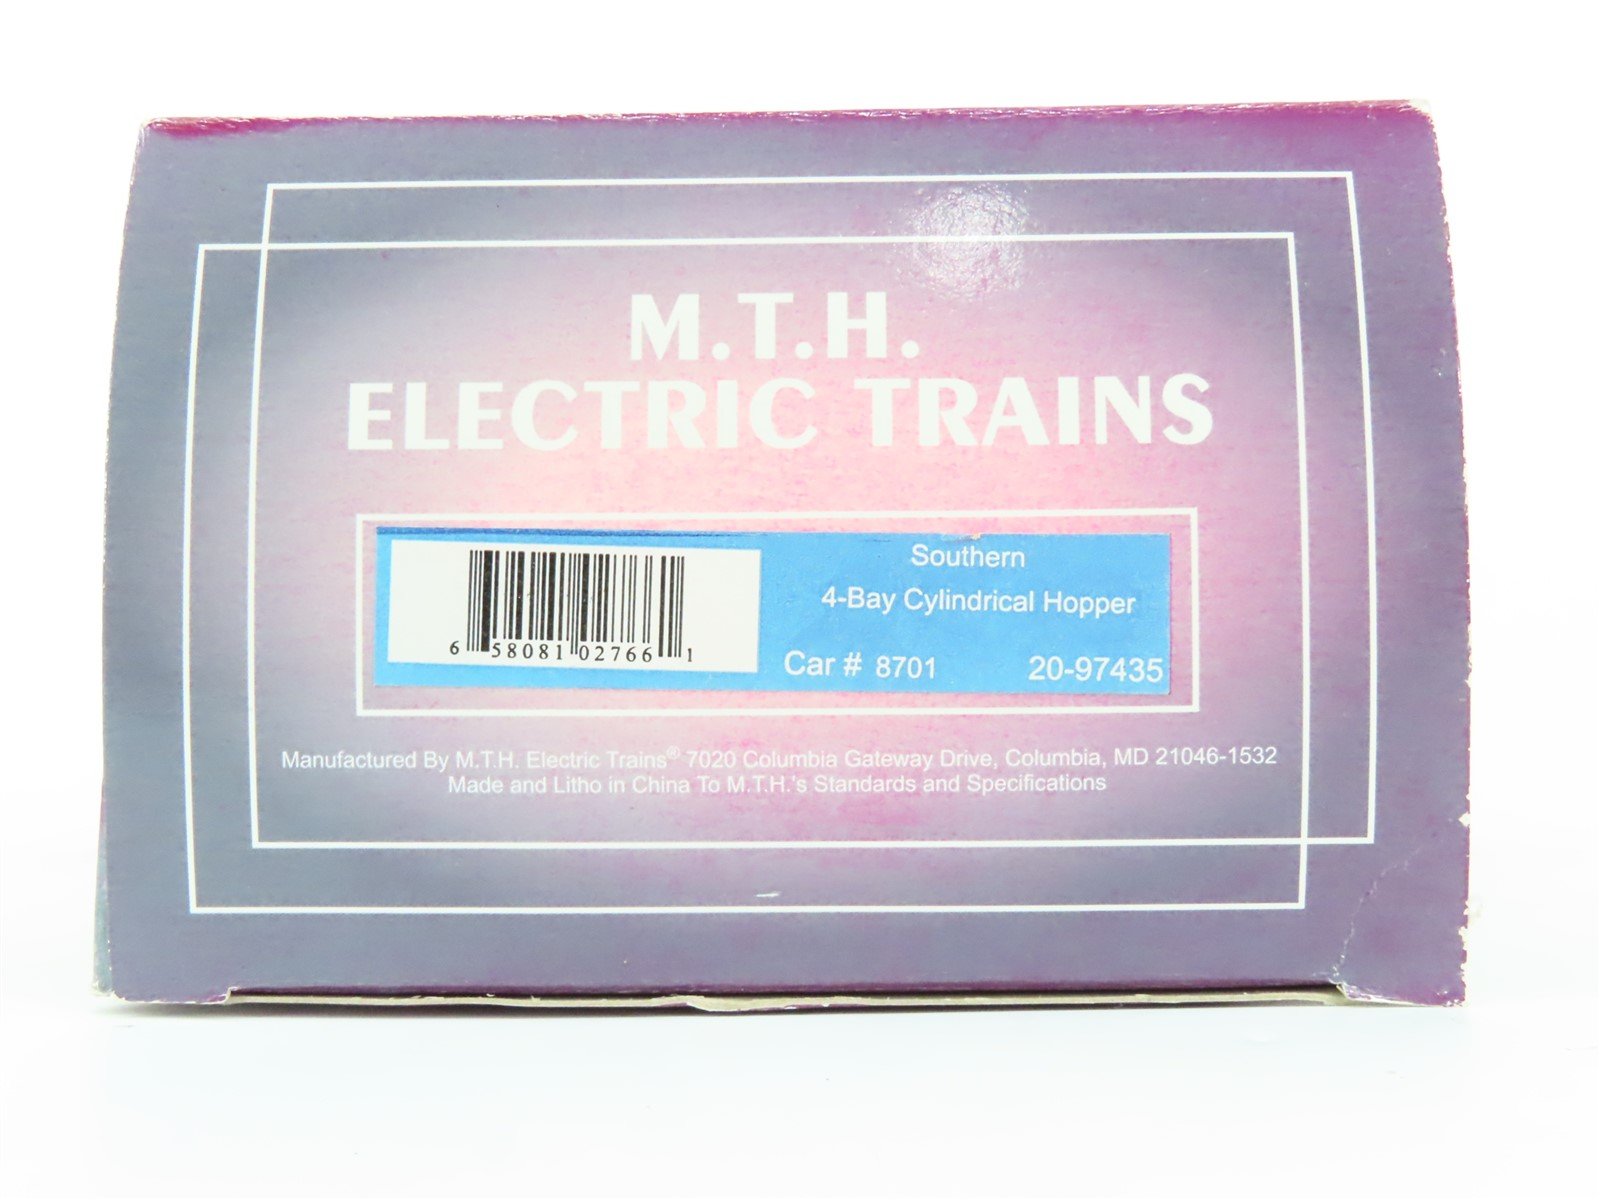 M.T.H.
ELECTRIC TRAINS
Southern
4-Bay Cylindrical Hopper
6 58081 02766 1
Car # 8701 20-97435
Manufactured By M.T.H. Electric Trains® 7020 Columbia Gateway Drive, Columbia, MD 21046-1532
Made and Litho in China To M.T.H.'s Standards and Specifications